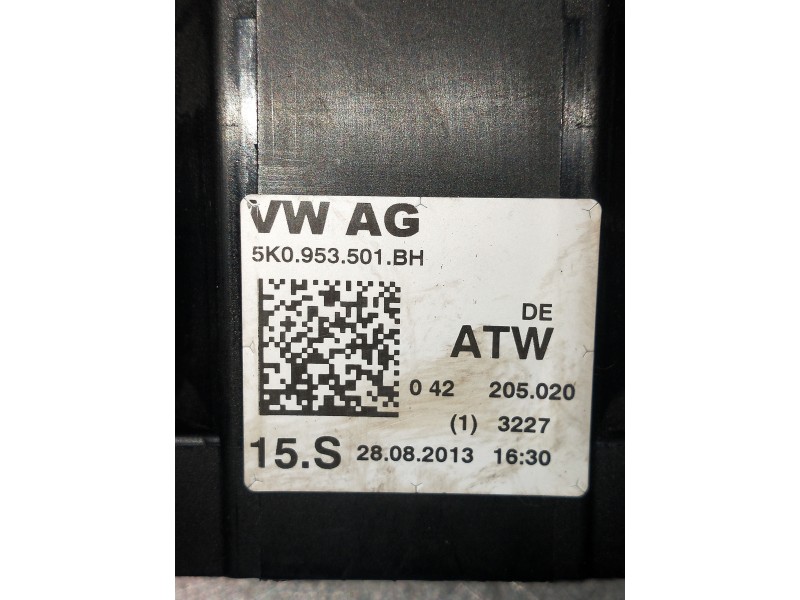 VW AG
5K0.953.501.BH
DE
ATW
0 42 205.020
(1) 3227
15.S 28.08.2013 16:30